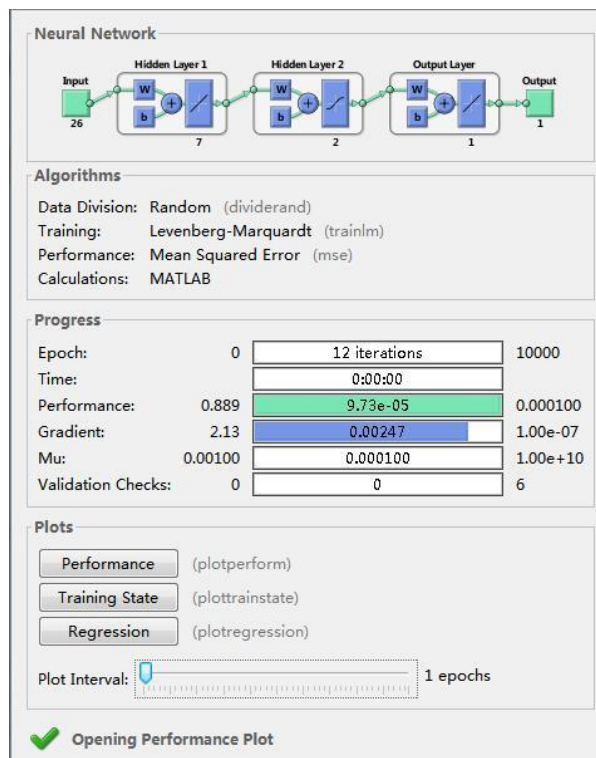 Neural Network
Hidden Layer 1
Hidden Layer 2
Output Layer
Input
Output
W
W
W
b
b
b
26
7
2
1
1
Algorithms
Data Division: Random (dividerand)
Training: Levenberg-Marquardt (trainlm)
Performance: Mean Squared Error (mse)
Calculations: MATLAB
Progress
Epoch: 0 12 iterations 10000
Time: 0:00:00
Performance: 0.889 9.73e-05 0.000100
Gradient: 2.13 0.00247 1.00e-07
Mu: 0.00100 0.000100 1.00e+10
Validation Checks: 0 0 6
Plots
Performance (plotperform)
Training State (plottrainstate)
Regression (plotregression)
Plot Interval: 1 epochs
Opening Performance Plot